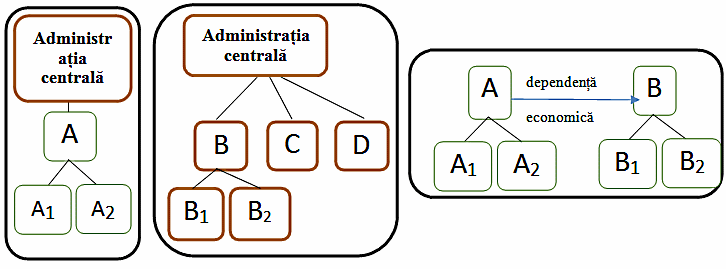 Administr
ația
centrală
A
A1
A2
Administrația
centrală
B
C
D
B1
B2
A
dependență
economică
B
A1
A2
B1
B2